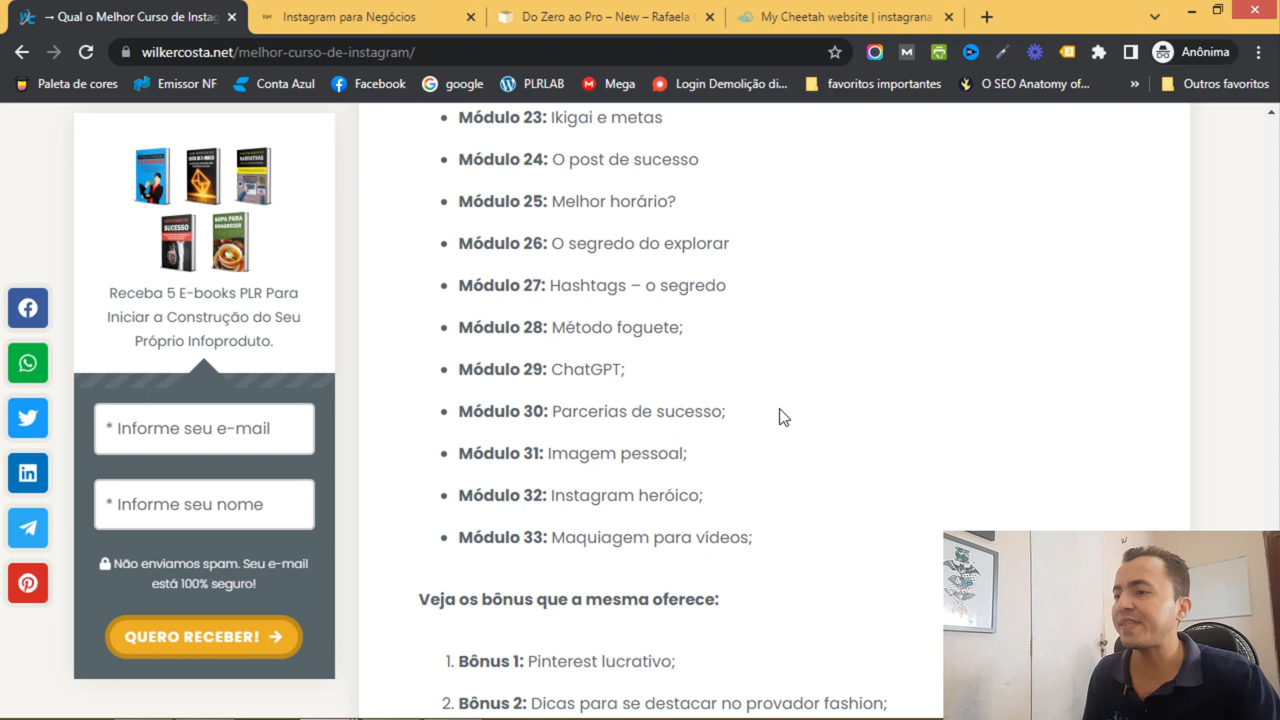 → Qual o Melhor Curso de Instag
Instagram para Negócios
Do Zero ao Pro – New – Rafaela
My Cheetah website | instagrana
wilkercosta.net/melhor-curso-de-instagram/
Anônima
Paleta de cores
Emissor NF
Conta Azul
Facebook
google
PLRLAB
Mega
Login Demolição di...
favoritos importantes
O SEO Anatomy of...
Outros favoritos
NARRATIVAS
SUCESSO
SOPA PARA
EMAGRECER
Receba 5 E-books PLR Para
Iniciar a Construção do Seu
Próprio Infoproduto.
* Informe seu e-mail
* Informe seu nome
Não enviamos spam. Seu e-mail
está 100% seguro!
QUERO RECEBER!
Módulo 23: Ikigai e metas
Módulo 24: O post de sucesso
Módulo 25: Melhor horário?
Módulo 26: O segredo do explorar
Módulo 27: Hashtags – o segredo
Módulo 28: Método foguete;
Módulo 29: ChatGPT;
Módulo 30: Parcerias de sucesso;
Módulo 31: Imagem pessoal;
Módulo 32: Instagram heróico;
Módulo 33: Maquiagem para vídeos;
Veja os bônus que a mesma oferece:
1. Bônus 1: Pinterest lucrativo;
2. Bônus 2: Dicas para se destacar no provador fashion;